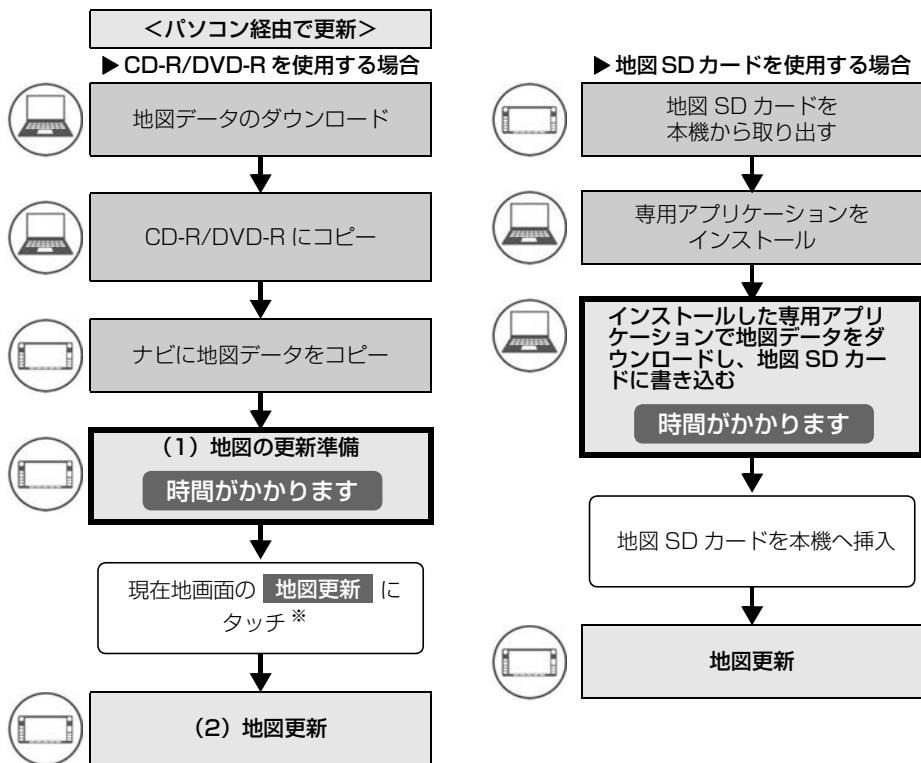 ＜パソコン経由で更新＞
▶CD-R/DVD-R を使用する場合
地図データのダウンロード
CD-R/DVD-R にコピー
ナビに地図データをコピー
（1）地図の更新準備
時間がかかります
現在地画面の 地図更新 に
タッチ ※
（2）地図更新
▶地図 SD カードを使用する場合
地図 SD カードを
本機から取り出す
専用アプリケーションを
インストール
インストールした専用アプリ
ケーションで地図データをダ
ウンロードし、地図 SD カー
ドに書き込む
時間がかかります
地図 SD カードを本機へ挿入
地図更新